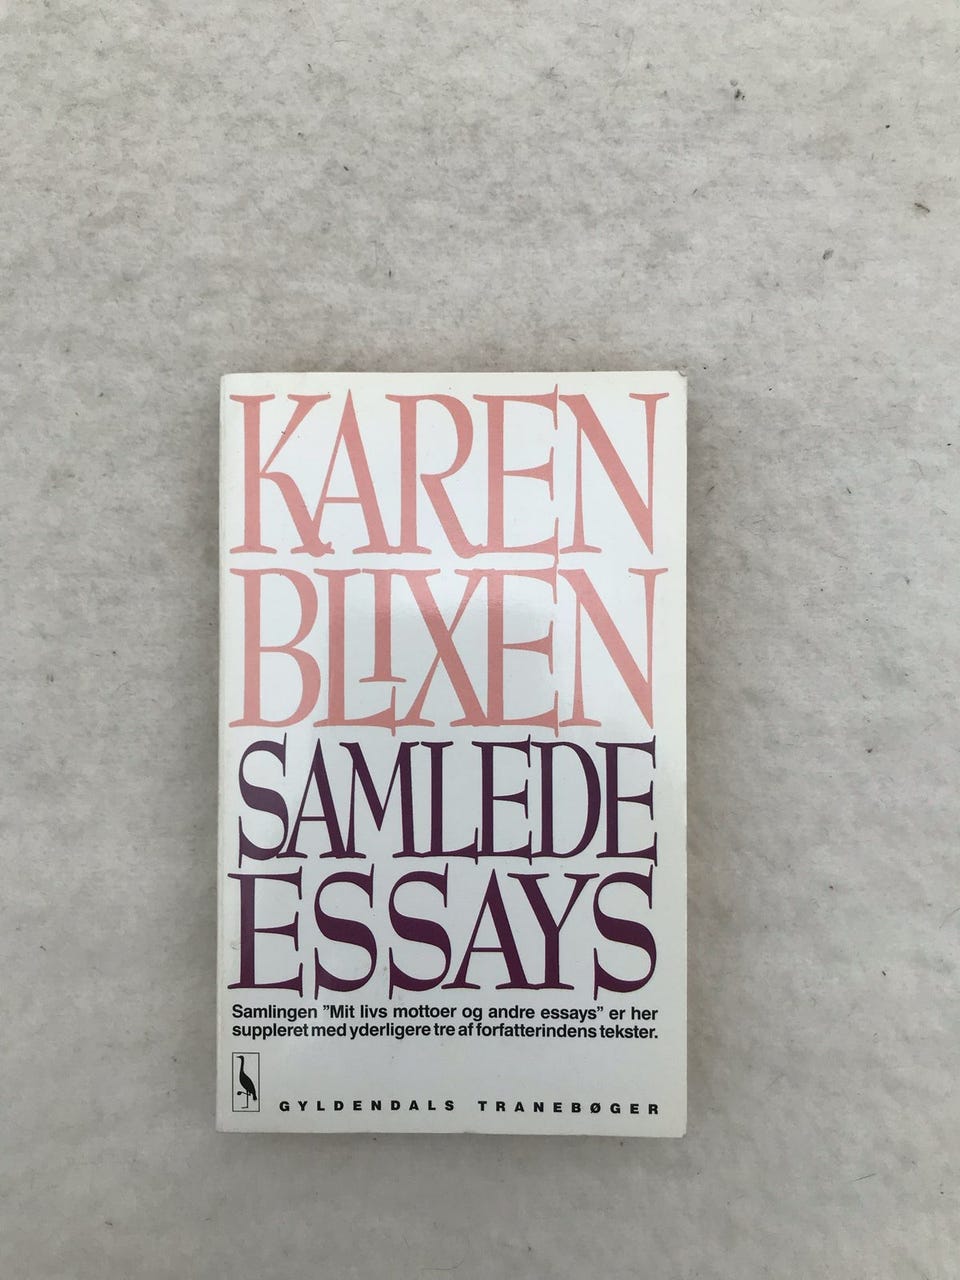 KAREN
BLIXEN
SAMLEDE
ESSAYS
Samlingen ”Mit livs mottoer og andre essays” er her
suppleret med yderligere tre af forfatterindens tekster.
GYLDENDALS TRANEBØGER